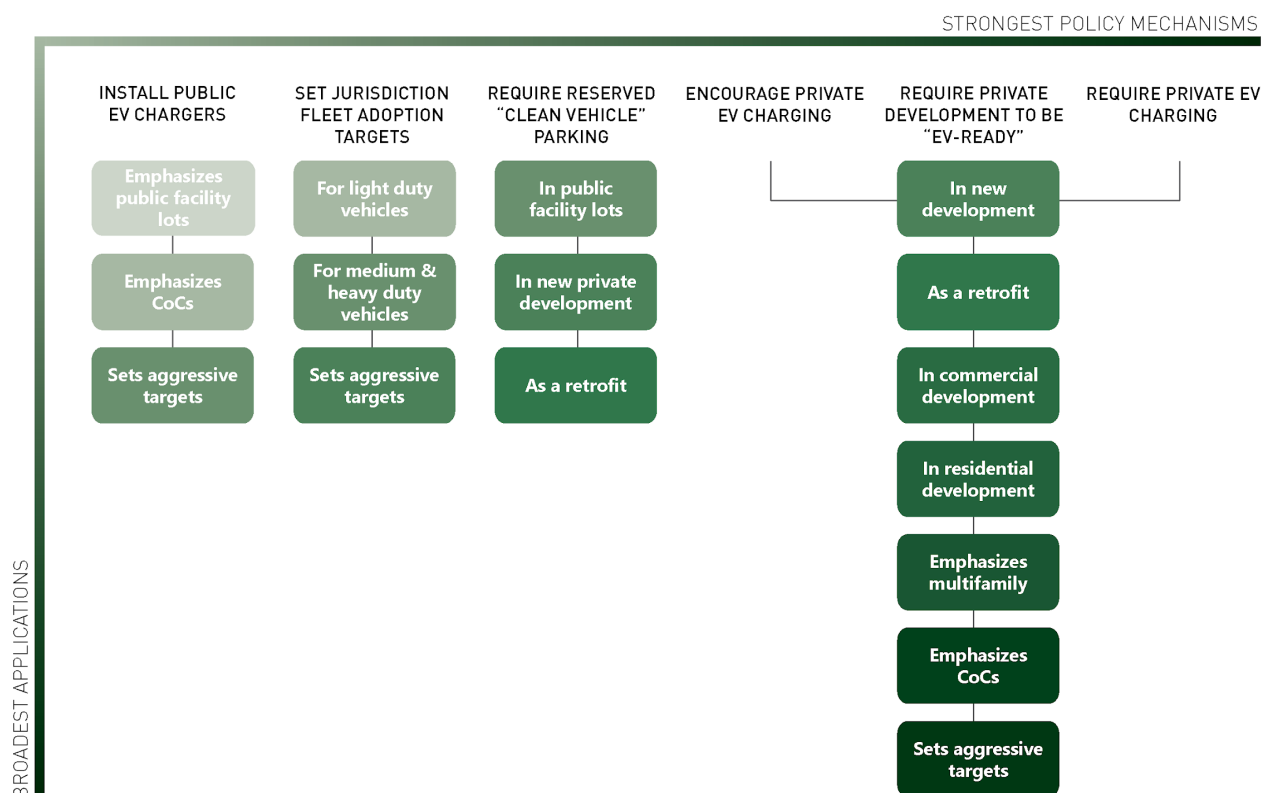 STRONGEST POLICY MECHANISMS
INSTALL PUBLIC
EV CHARGERS
SET JURISDICTION
FLEET ADOPTION
TARGETS
REQUIRE RESERVED
“CLEAN VEHICLE”
PARKING
ENCOURAGE PRIVATE
EV CHARGING
REQUIRE PRIVATE
DEVELOPMENT TO BE
“EV-READY”
REQUIRE PRIVATE EV
CHARGING
Emphasizes
public facility
lots
Emphasizes
CoCs
Sets aggressive
targets
For light duty
vehicles
For medium &
heavy duty
vehicles
Sets aggressive
targets
In public
facility lots
In new private
development
As a retrofit
In new
development
As a retrofit
In commercial
development
In residential
development
Emphasizes
multifamily
Emphasizes
CoCs
Sets aggressive
targets
BROADEST APPLICATIONS